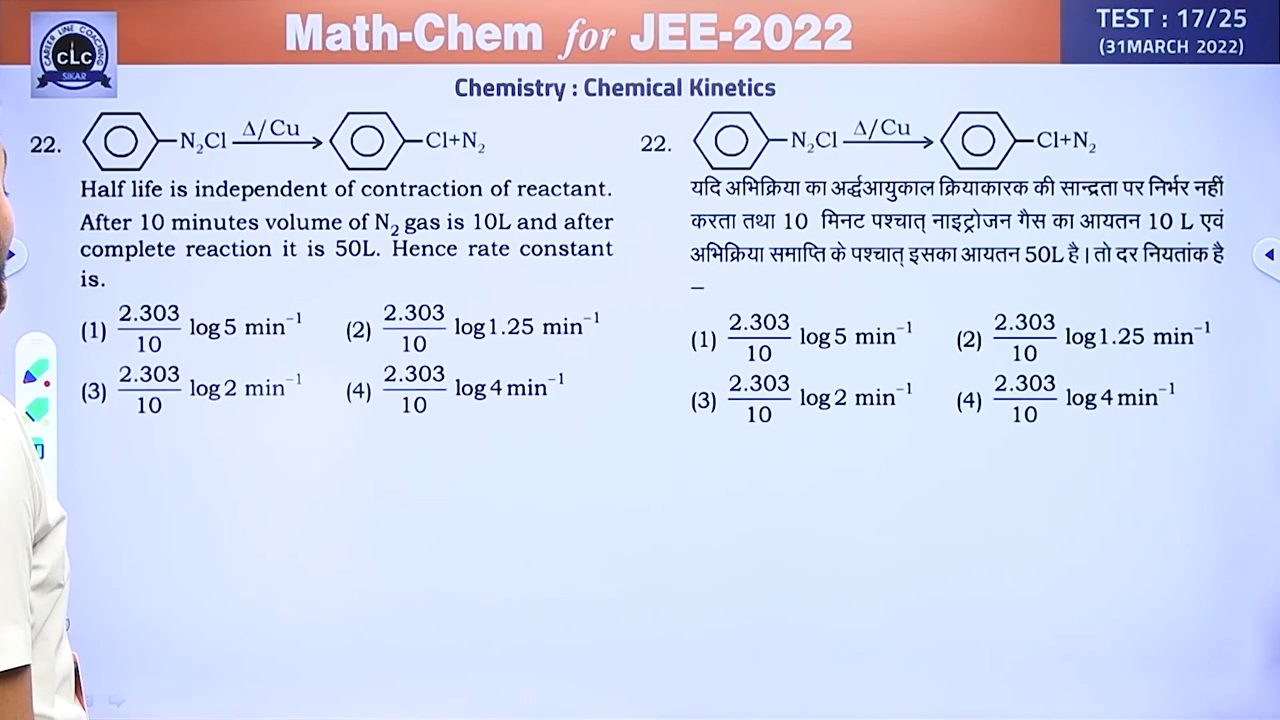 CAREER LINE COACHING
CLC
SIKAR
Math-Chem for JEE-2022
TEST : 17/25
(31MARCH 2022)
Chemistry : Chemical Kinetics
22. N₂Cl Δ/Cu Cl+N₂
Half life is independent of contraction of reactant.
After 10 minutes volume of N₂ gas is 10L and after
complete reaction it is 50L. Hence rate constant
is.
(1) 2.303/10 log 5 min⁻¹ (2) 2.303/10 log 1.25 min⁻¹
(3) 2.303/10 log 2 min⁻¹ (4) 2.303/10 log 4 min⁻¹
22. N₂Cl Δ/Cu Cl+N₂
यदि अभिक्रिया का अर्द्धआयुकाल क्रियाकारक की सान्द्रता पर निर्भर नहीं
करता तथा 10 मिनट पश्चात् नाइट्रोजन गैस का आयतन 10 L एवं
अभिक्रिया समाप्ति के पश्चात् इसका आयतन 50L है। तो दर नियतांक है
–
(1) 2.303/10 log 5 min⁻¹ (2) 2.303/10 log 1.25 min⁻¹
(3) 2.303/10 log 2 min⁻¹ (4) 2.303/10 log 4 min⁻¹